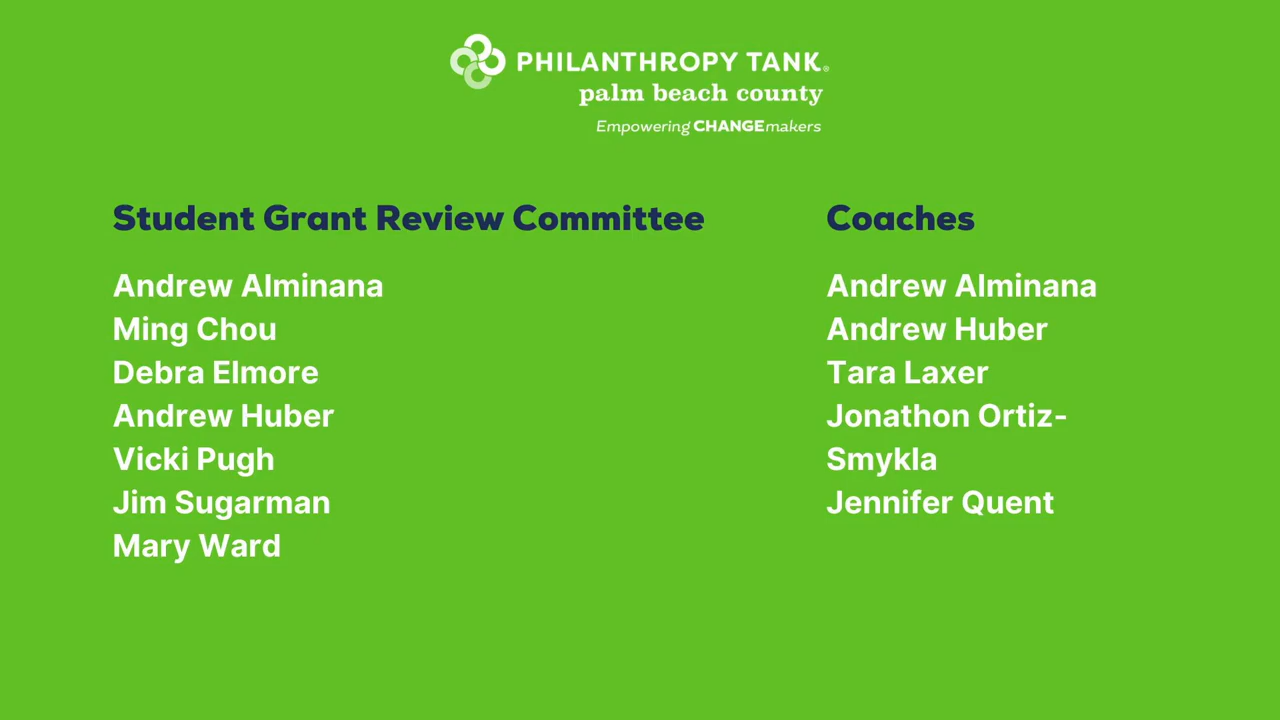 PHILANTHROPY TANK®
palm beach county
Empowering CHANGEmakers
Student Grant Review Committee
Andrew Alminana
Ming Chou
Debra Elmore
Andrew Huber
Vicki Pugh
Jim Sugarman
Mary Ward
Coaches
Andrew Alminana
Andrew Huber
Tara Laxer
Jonathon Ortiz-
Smykla
Jennifer Quent